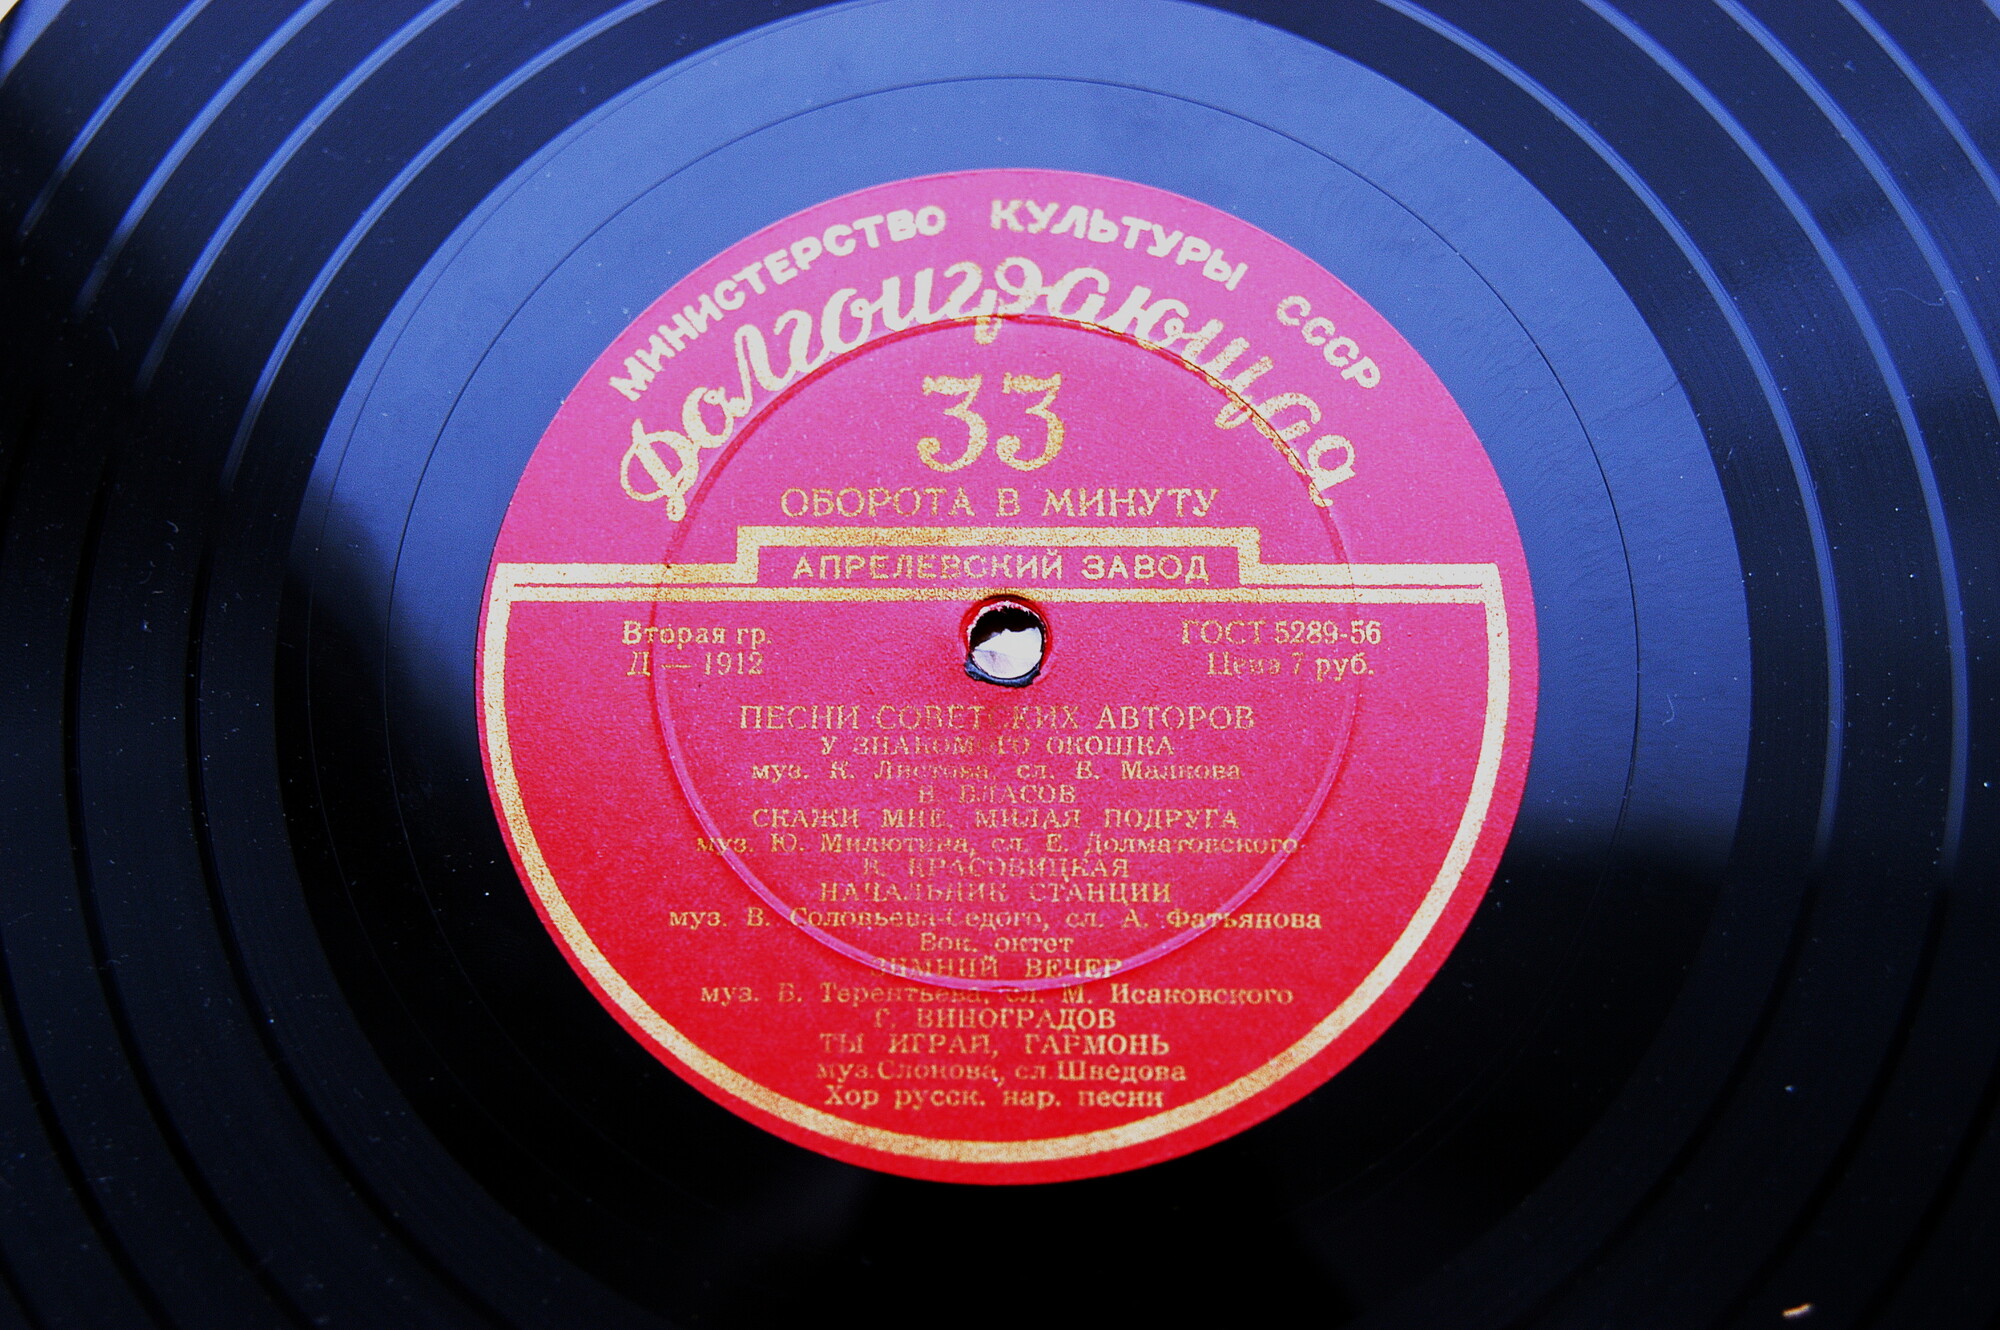 МИНИСТЕРСТВО КУЛЬТУРЫ СССР
Долгоиграющая
33
ОБОРОТА В МИНУТУ
АПРЕЛЕВСКИЙ ЗАВОД
Вторая гр. ГОСТ 5289-56
Д — 1912 Цена 7 руб.
ПЕСНИ СОВЕТСКИХ АВТОРОВ
У ЗНАКОМОГО ОКОШКА
муз. К. Листова, сл. В. Малкова
В. ВЛАСОВ
СКАЖИ МНЕ, МИЛАЯ ПОДРУГА
муз. Ю. Милютина, сл. Е. Долматовского
К. КРАСОВИЦКАЯ
НАЧАЛЬНИК СТАНЦИИ
муз. В. Соловьева-Седого, сл. А. Фатьянова
Вок. октет
ЗИМНИЙ ВЕЧЕР
муз. Б. Терентьева, сл. М. Исаковского
Г. ВИНОГРАДОВ
ТЫ ИГРАЙ, ГАРМОНЬ
муз.Слонова, сл.Шведова
Хор русск. нар. песни